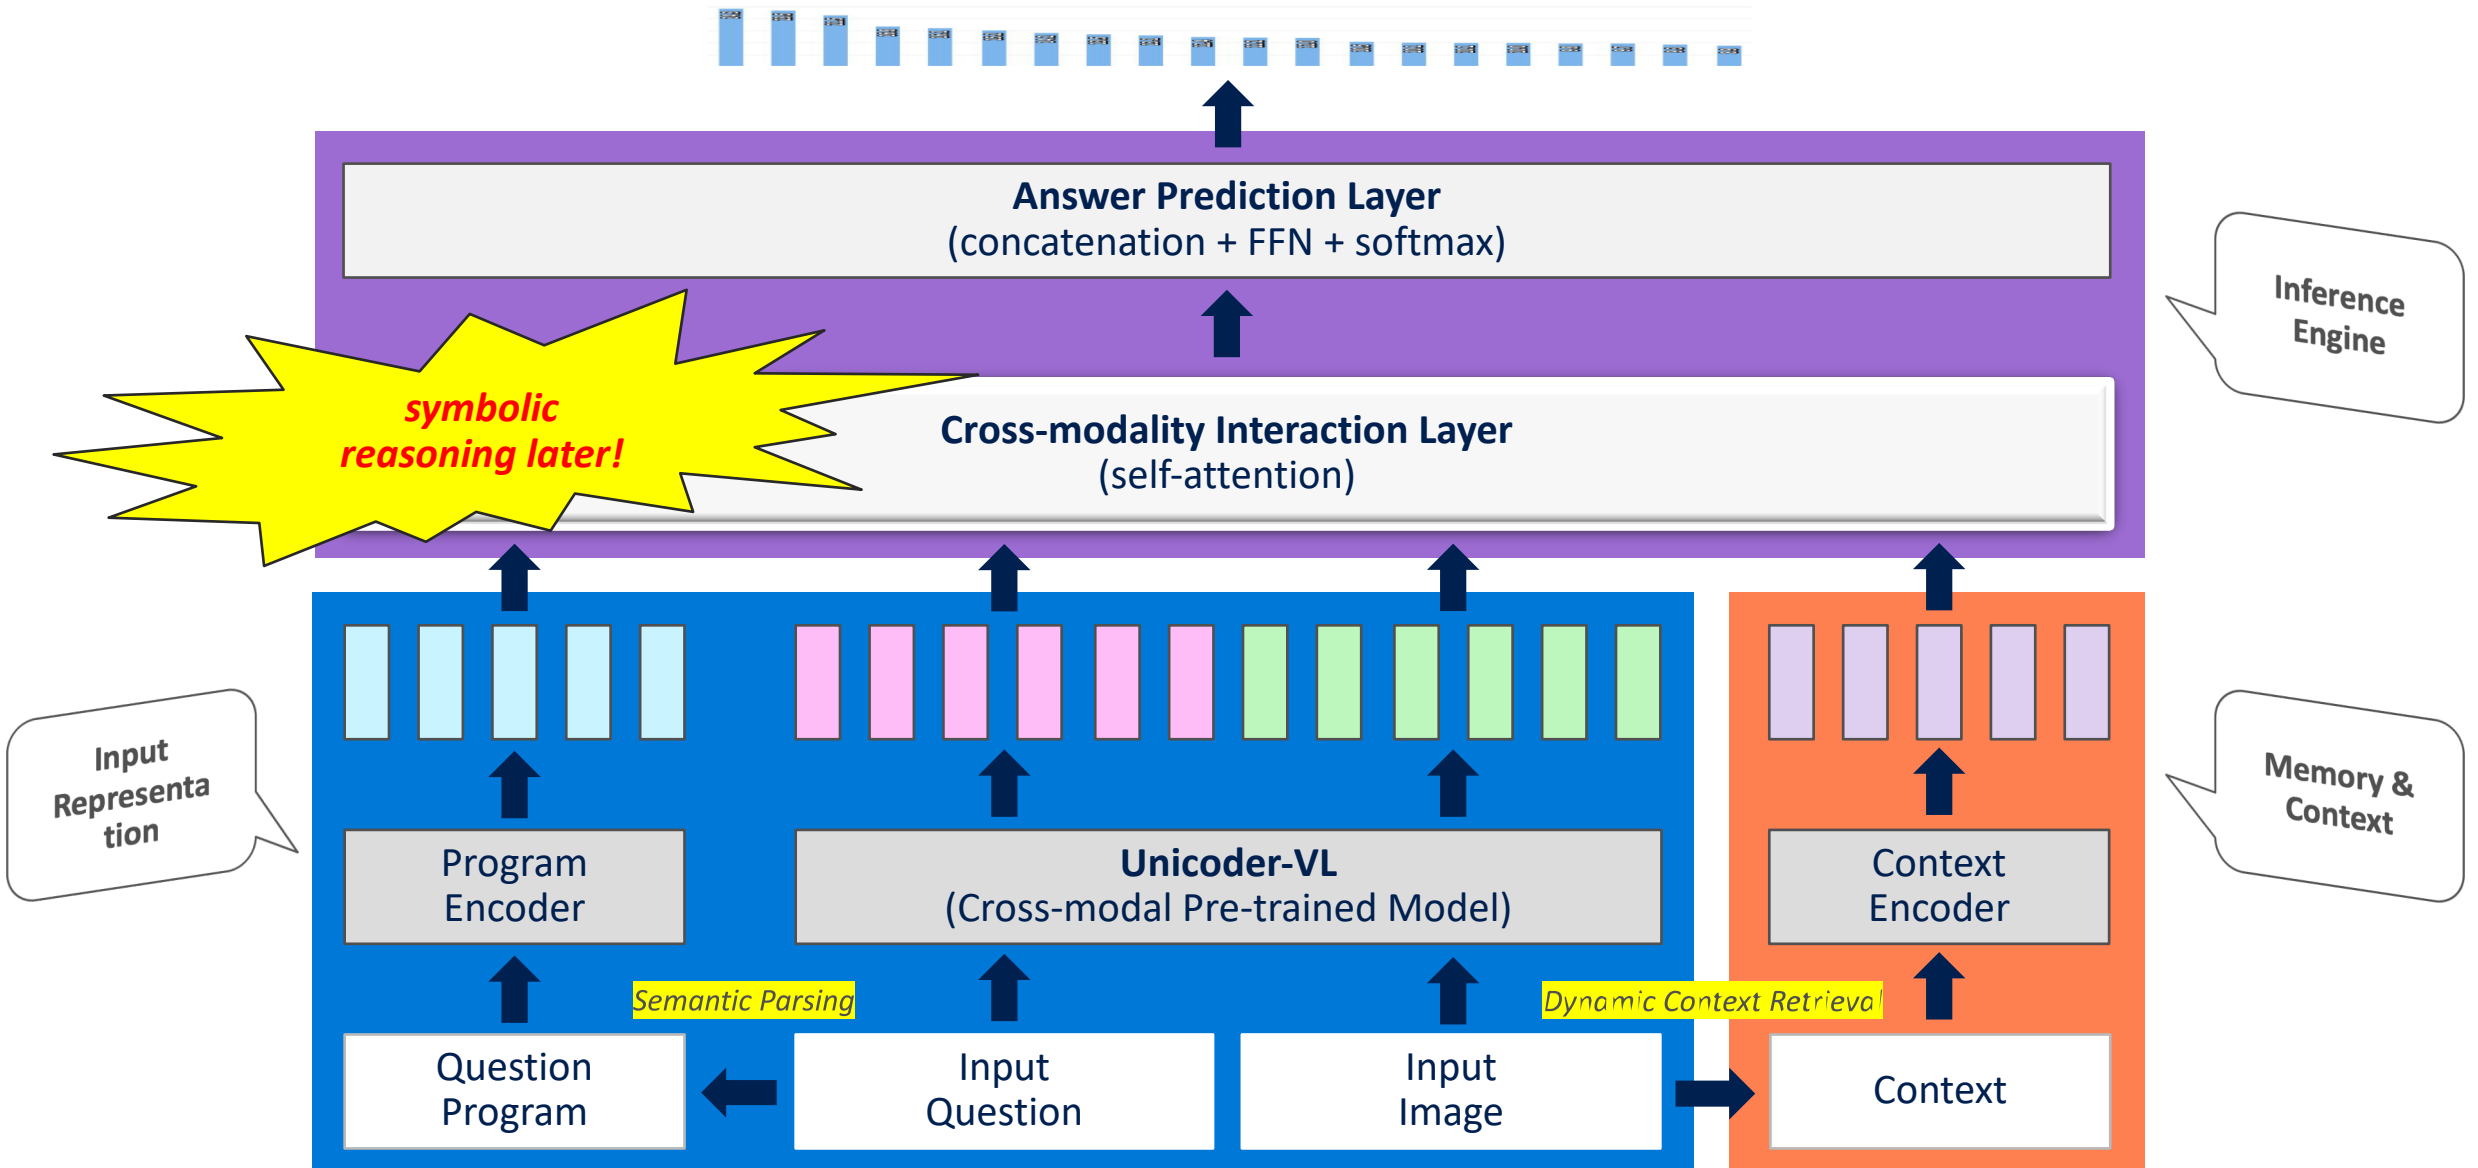 Answer Prediction Layer
(concatenation + FFN + softmax)
Inference
Engine
symbolic
reasoning later!
Cross-modality Interaction Layer
(self-attention)
Input
Representa
tion
Memory &
Context
Program
Encoder
Unicoder-VL
(Cross-modal Pre-trained Model)
Context
Encoder
Semantic Parsing
Dynamic Context Retrieval
Question
Program
Input
Question
Input
Image
Context